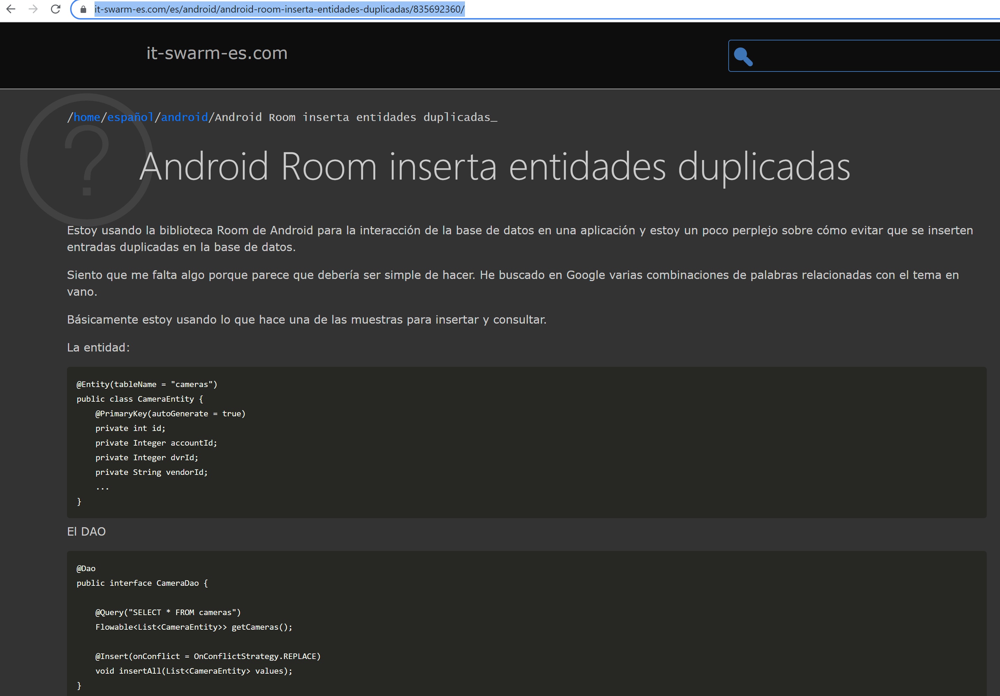 it-swarm-es.com/es/android/android-room-inserta-entidades-duplicadas/835692360/
it-swarm-es.com
/home/español/android/Android Room inserta entidades duplicadas_
Android Room inserta entidades duplicadas
Estoy usando la biblioteca Room de Android para la interacción de la base de datos en una aplicación y estoy un poco perplejo sobre cómo evitar que se inserten
entradas duplicadas en la base de datos.
Siento que me falta algo porque parece que debería ser simple de hacer. He buscado en Google varias combinaciones de palabras relacionadas con el tema en
vano.
Básicamente estoy usando lo que hace una de las muestras para insertar y consultar.
La entidad:
@Entity(tableName = "cameras")
public class CameraEntity {
    @PrimaryKey(autoGenerate = true)
    private int id;
    private Integer accountId;
    private Integer dvrId;
    private String vendorId;
    ...
}
El DAO
@Dao
public interface CameraDao {
    @Query("SELECT * FROM cameras")
    Flowable<List<CameraEntity>> getCameras();
    @Insert(onConflict = OnConflictStrategy.REPLACE)
    void insertAll(List<CameraEntity> values);
}